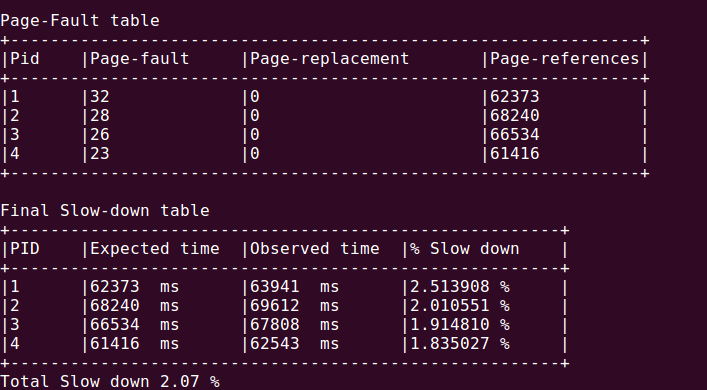 Page-Fault table
+---------------------------------------------------------------+
|Pid    |Page-fault     |Page-replacement       |Page-references|
+---------------------------------------------------------------+
|1      |32             |0                      |62373          |
|2      |28             |0                      |68240          |
|3      |26             |0                      |66534          |
|4      |23             |0                      |61416          |
+---------------------------------------------------------------+
Final Slow-down table
+-------------------------------------------------------+
|PID    |Expected time  |Observed time  |% Slow down    |
+-------------------------------------------------------+
|1      |62373  ms      |63941  ms      |2.513908 %     |
|2      |68240  ms      |69612  ms      |2.010551 %     |
|3      |66534  ms      |67808  ms      |1.914810 %     |
|4      |61416  ms      |62543  ms      |1.835027 %     |
+-------------------------------------------------------+
Total Slow down 2.07 %